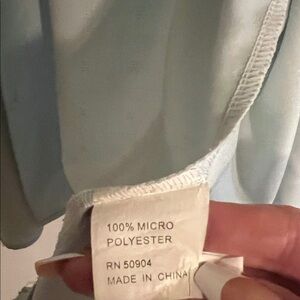 100% MICRO
POLYESTER
RN 50904
MADE IN CHINA